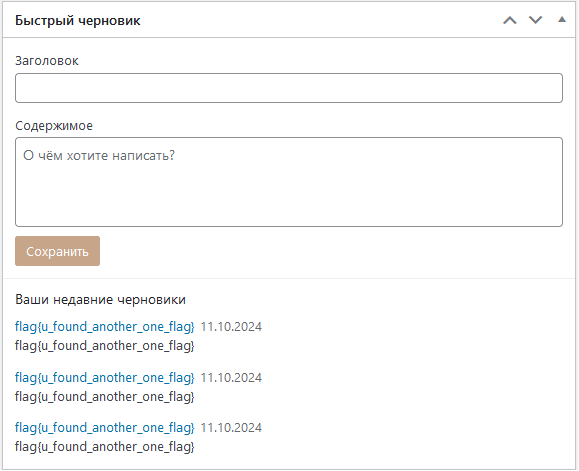 Быстрый черновик
Заголовок
Содержимое
О чём хотите написать?
Сохранить
Ваши недавние черновики
flag{u_found_another_one_flag} 11.10.2024
flag{u_found_another_one_flag}
flag{u_found_another_one_flag} 11.10.2024
flag{u_found_another_one_flag}
flag{u_found_another_one_flag} 11.10.2024
flag{u_found_another_one_flag}